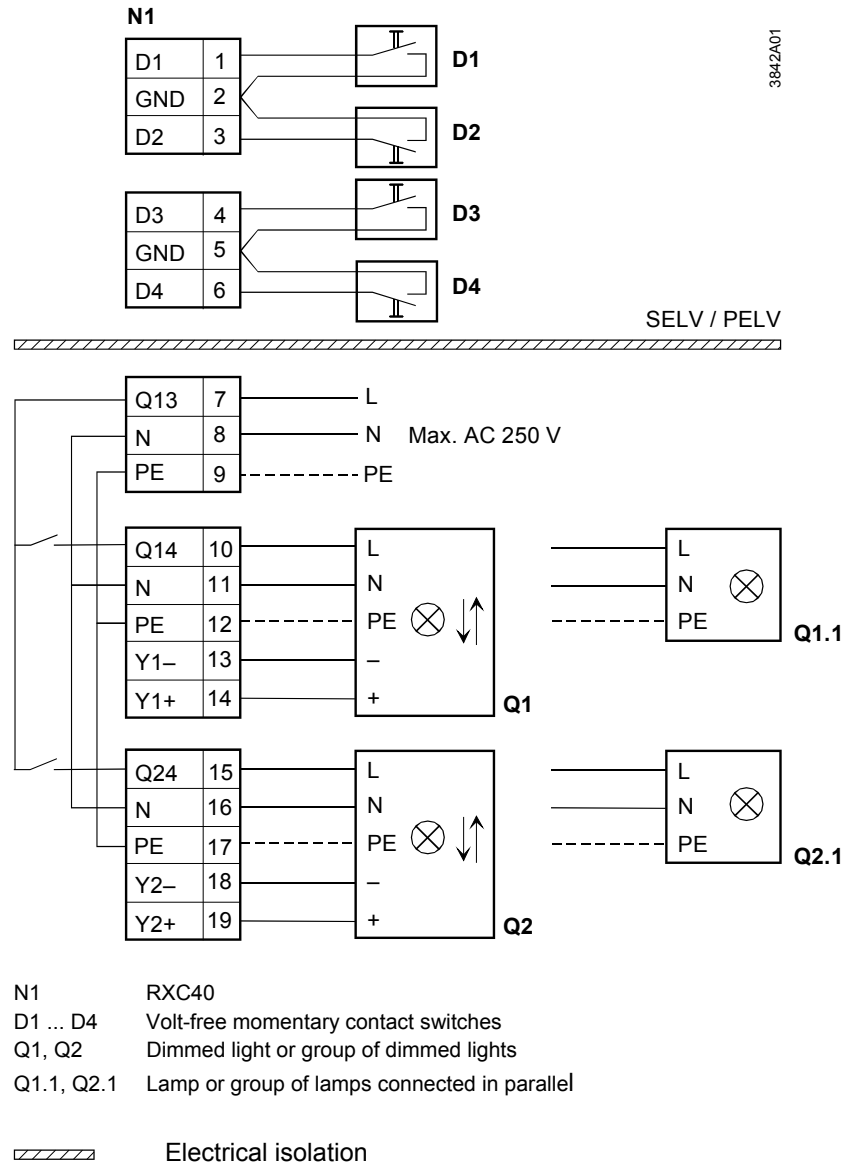 N1
3842A01
D1 1
GND 2
D2 3
D1
D2
D3 4
GND 5
D4 6
D3
D4
SELV / PELV
Q13 7 L
N 8 N Max. AC 250 V
PE 9 PE
Q14 10 L
N 11 N
PE 12 PE
Y1– 13 –
Y1+ 14 +
Q1
L
N
PE
Q1.1
Q24 15 L
N 16 N
PE 17 PE
Y2– 18 –
Y2+ 19 +
Q2
L
N
PE
Q2.1
N1 RXC40
D1 ... D4 Volt-free momentary contact switches
Q1, Q2 Dimmed light or group of dimmed lights
Q1.1, Q2.1 Lamp or group of lamps connected in parallel
Electrical isolation